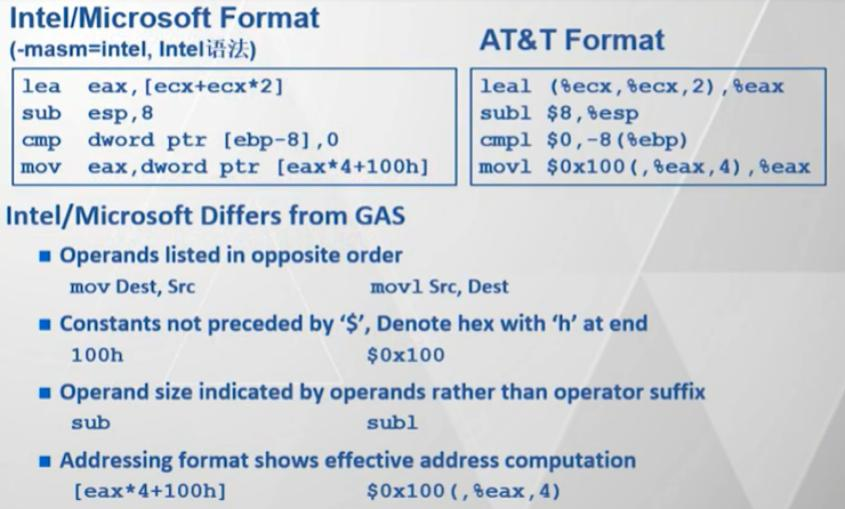 Intel/Microsoft Format
(-masm=intel, Intel语法)
lea eax,[ecx+ecx*2]
sub esp,8
cmp dword ptr [ebp-8],0
mov eax,dword ptr [eax*4+100h]
AT&T Format
leal (%ecx,%ecx,2),%eax
subl $8,%esp
cmpl $0,-8(%ebp)
movl $0x100(,%eax,4),%eax
Intel/Microsoft Differs from GAS
■ Operands listed in opposite order
mov Dest, Src movl Src, Dest
■ Constants not preceded by ‘$’, Denote hex with ‘h’ at end
100h $0x100
■ Operand size indicated by operands rather than operator suffix
sub subl
■ Addressing format shows effective address computation
[eax*4+100h] $0x100(,%eax,4)